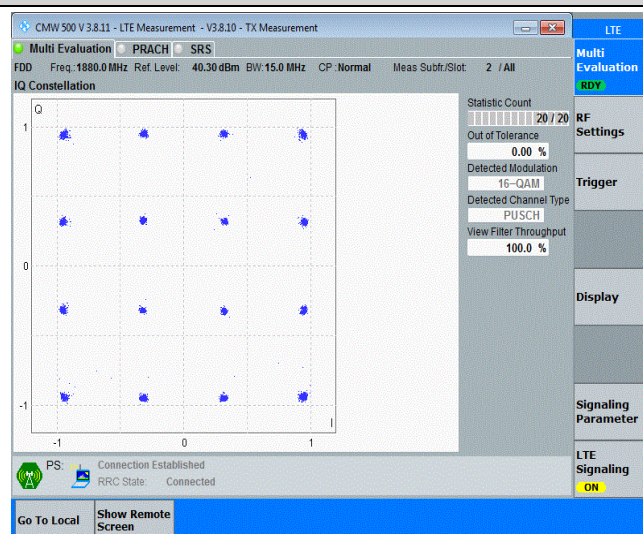 CMW 500 V 3.8.11 - LTE Measurement - V3.8.10 - TX Measurement
LTE
Multi Evaluation PRACH SRS
Multi
Evaluation
RDY
FDD Freq.:1880.0 MHz Ref. Level: 40.30 dBm BW:15.0 MHz CP :Normal Meas Subfr./Slot: 2 / All
IQ Constellation
Q
1
0
-1
I
-1 0 1
Statistic Count
20 / 20
Out of Tolerance
0.00 %
Detected Modulation
16-QAM
Detected Channel Type
PUSCH
View Filter Throughput
100.0 %
RF
Settings
Trigger
Display
Signaling
Parameter
LTE
Signaling
ON
PS: Connection Established
RRC State: Connected
Go To Local
Show Remote
Screen